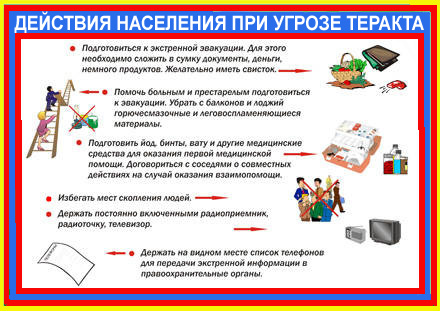 ДЕЙСТВИЯ НАСЕЛЕНИЯ ПРИ УГРОЗЕ ТЕРАКТА
Подготовиться к экстренной эвакуации. Для этого
необходимо сложить в сумку документы, деньги,
немного продуктов. Желательно иметь свисток.
Помочь больным и престарелым подготовиться
к эвакуации. Убрать с балконов и лоджий
горючесмазочные и легковоспламеняющиеся
материалы.
Подготовить йод, бинты, вату и другие медицинские
средства для оказания первой медицинской
помощи. Договориться с соседями о совместных
действиях на случай оказания взаимопомощи.
Избегать мест скопления людей.
Держать постоянно включенными радиоприемник,
радиоточку, телевизор.
Держать на видном месте список телефонов
для передачи экстренной информации в
правоохранительные органы.